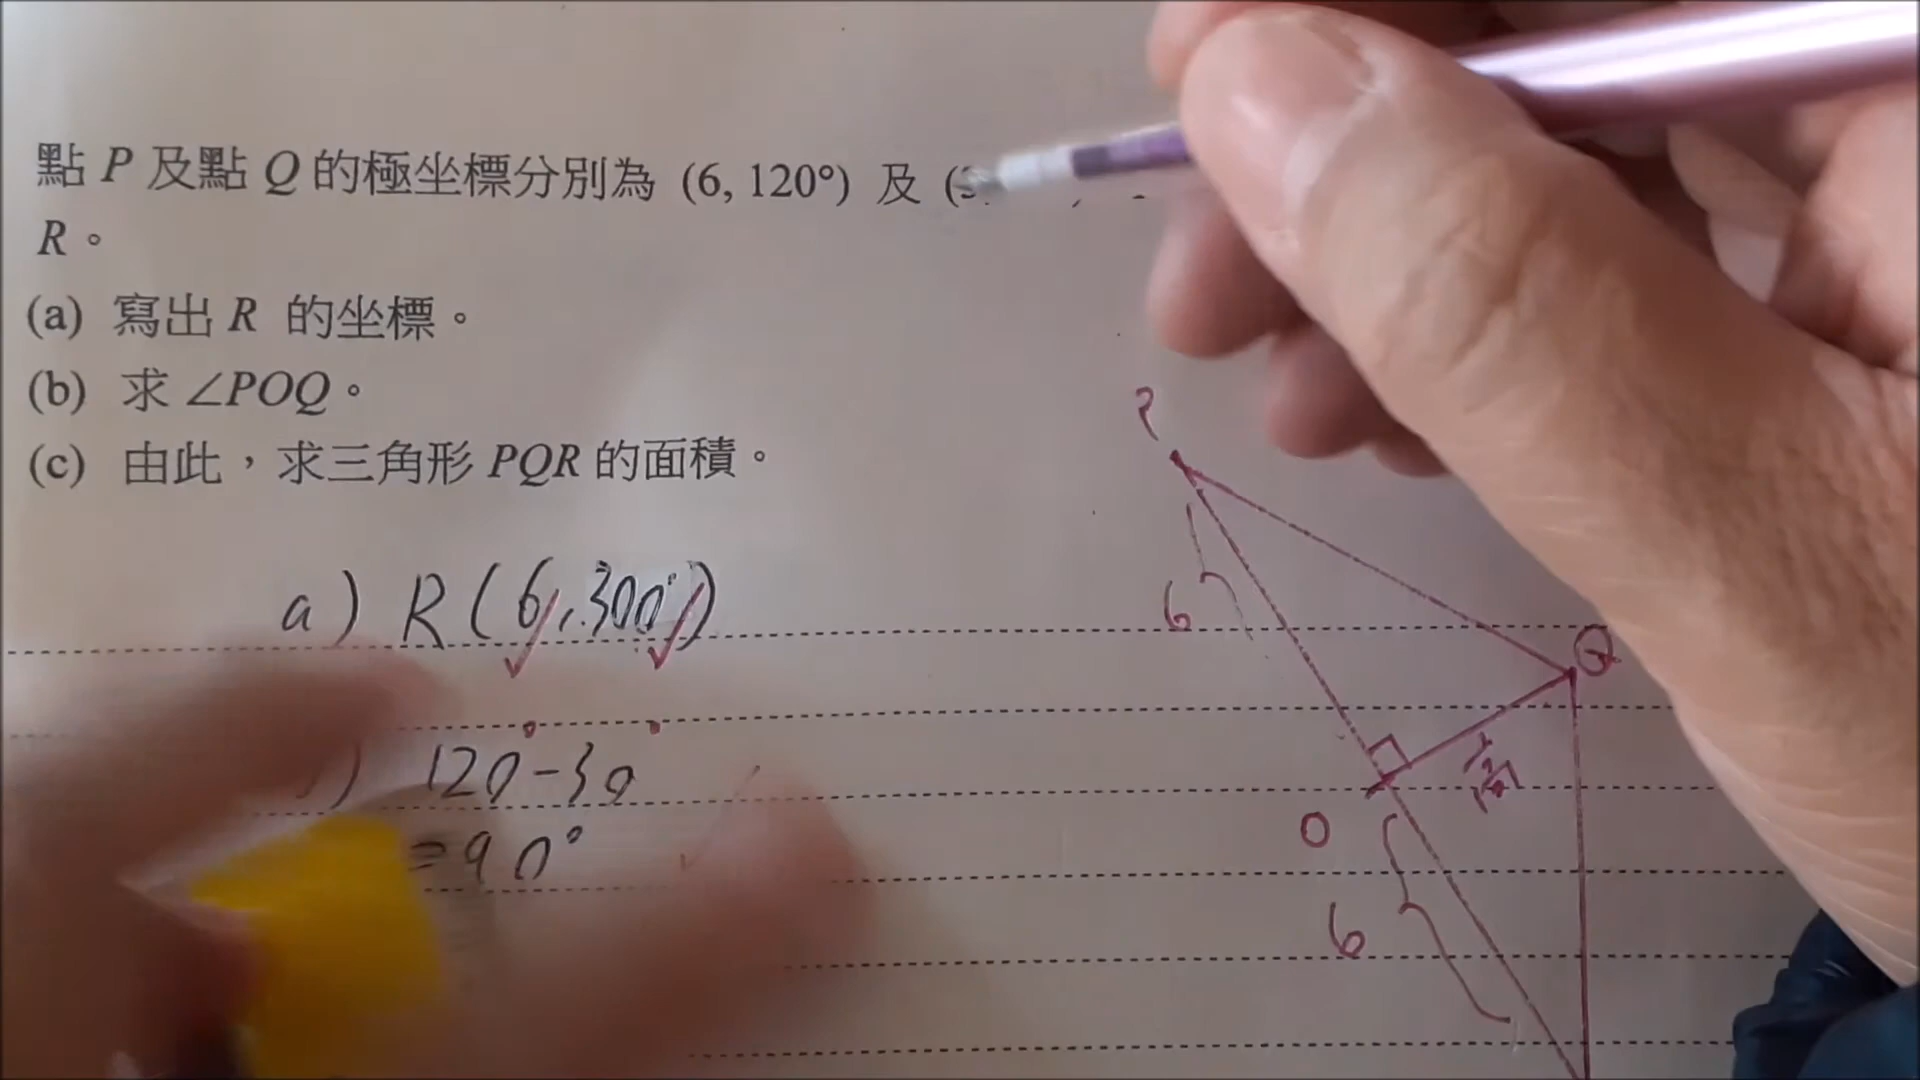 點 P 及點 Q 的極坐標分別為 (6, 120°) 及 (3
R。
(a) 寫出 R 的坐標。
(b) 求 ∠POQ。
(c) 由此，求三角形 PQR 的面積。
a) R(6, 300°)
) 120°-30°
=90°
P
6
Q
高
O
6